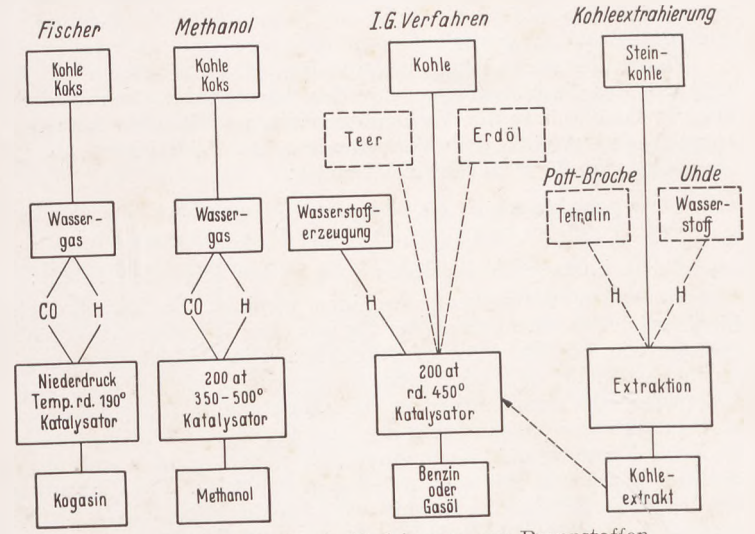 Fischer
Kohle
Koks
Wasser-
gas
CO
H
Niederdruck
Temp. rd. 190°
Katalysator
Kogasin
Methanol
Kohle
Koks
Wasser-
gas
CO
H
200 at
350-500°
Katalysator
Methanol
I.G. Verfahren
Kohle
Teer
Erdöl
Wasserstoff-
erzeugung
H
200 at
rd. 450°
Katalysator
Benzin
oder
Gasöl
Kohleextrahierung
Stein-
kohle
Pott-Broche
Tetralin
Uhde
Wasser-
stoff
H
H
Extraktion
Kohle-
extrakt